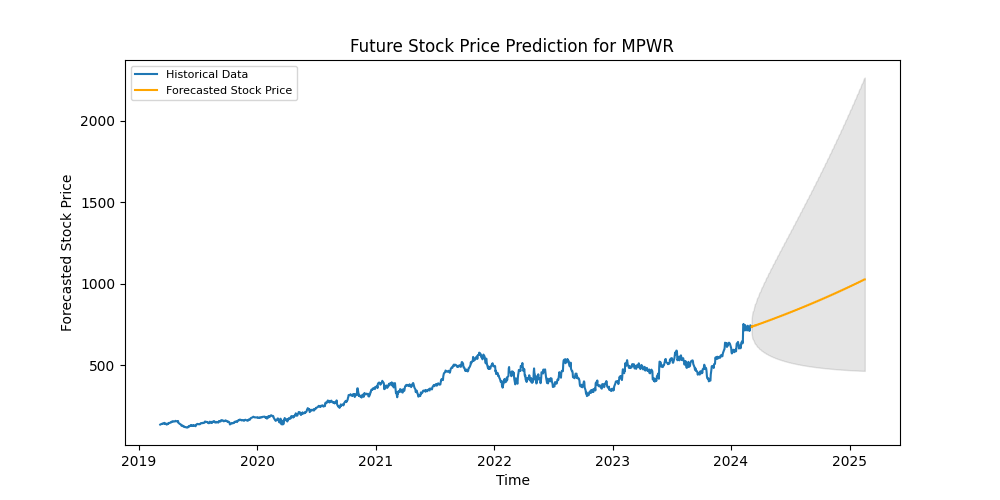 Future Stock Price Prediction for MPWR
Historical Data
Forecasted Stock Price
Forecasted Stock Price
2000
1500
1000
500
2019 2020 2021 2022 2023 2024 2025
Time